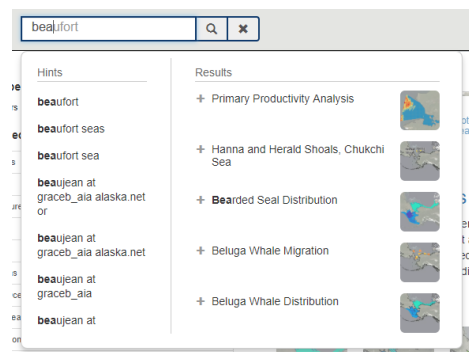 beaufort
Hints
beaufort
beaufort seas
beaufort sea
beaujean at
graceb_aia alaska.net
or
beaujean at
graceb_aia alaska.net
beaujean at
graceb_aia
beaujean at
Results
+ Primary Productivity Analysis
+ Hanna and Herald Shoals, Chukchi
Sea
+ Bearded Seal Distribution
+ Beluga Whale Migration
+ Beluga Whale Distribution